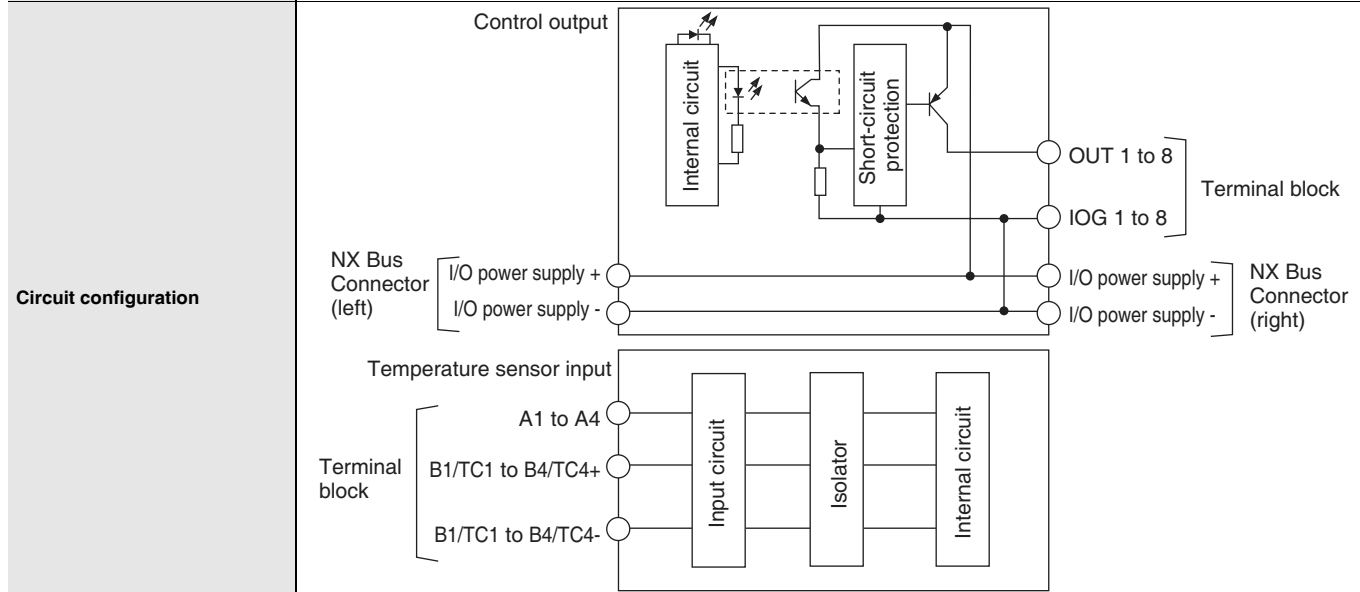 Circuit configuration
Control output
Internal circuit
Short-circuit
protection
OUT 1 to 8
IOG 1 to 8
Terminal block
NX Bus
Connector
(left)
I/O power supply +
I/O power supply -
I/O power supply +
I/O power supply -
NX Bus
Connector
(right)
Temperature sensor input
Terminal
block
A1 to A4
B1/TC1 to B4/TC4+
B1/TC1 to B4/TC4-
Input circuit
Isolator
Internal circuit